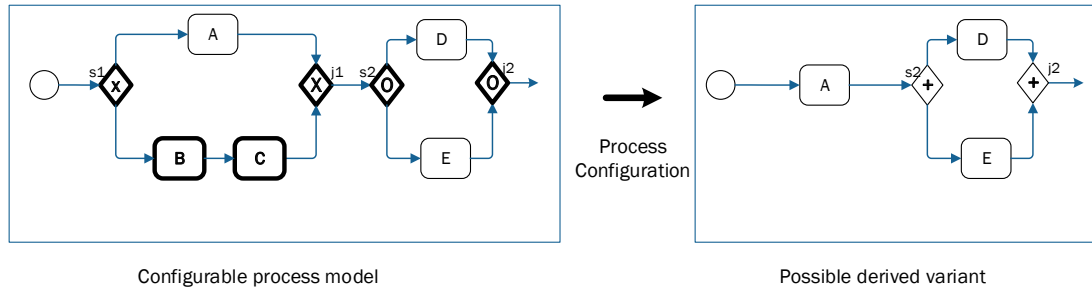 A
D
s1
j1
s2
j2
X
X
O
O
B
C
E
Process
Configuration
D
s2
j2
A
+
+
E
Configurable process model
Possible derived variant